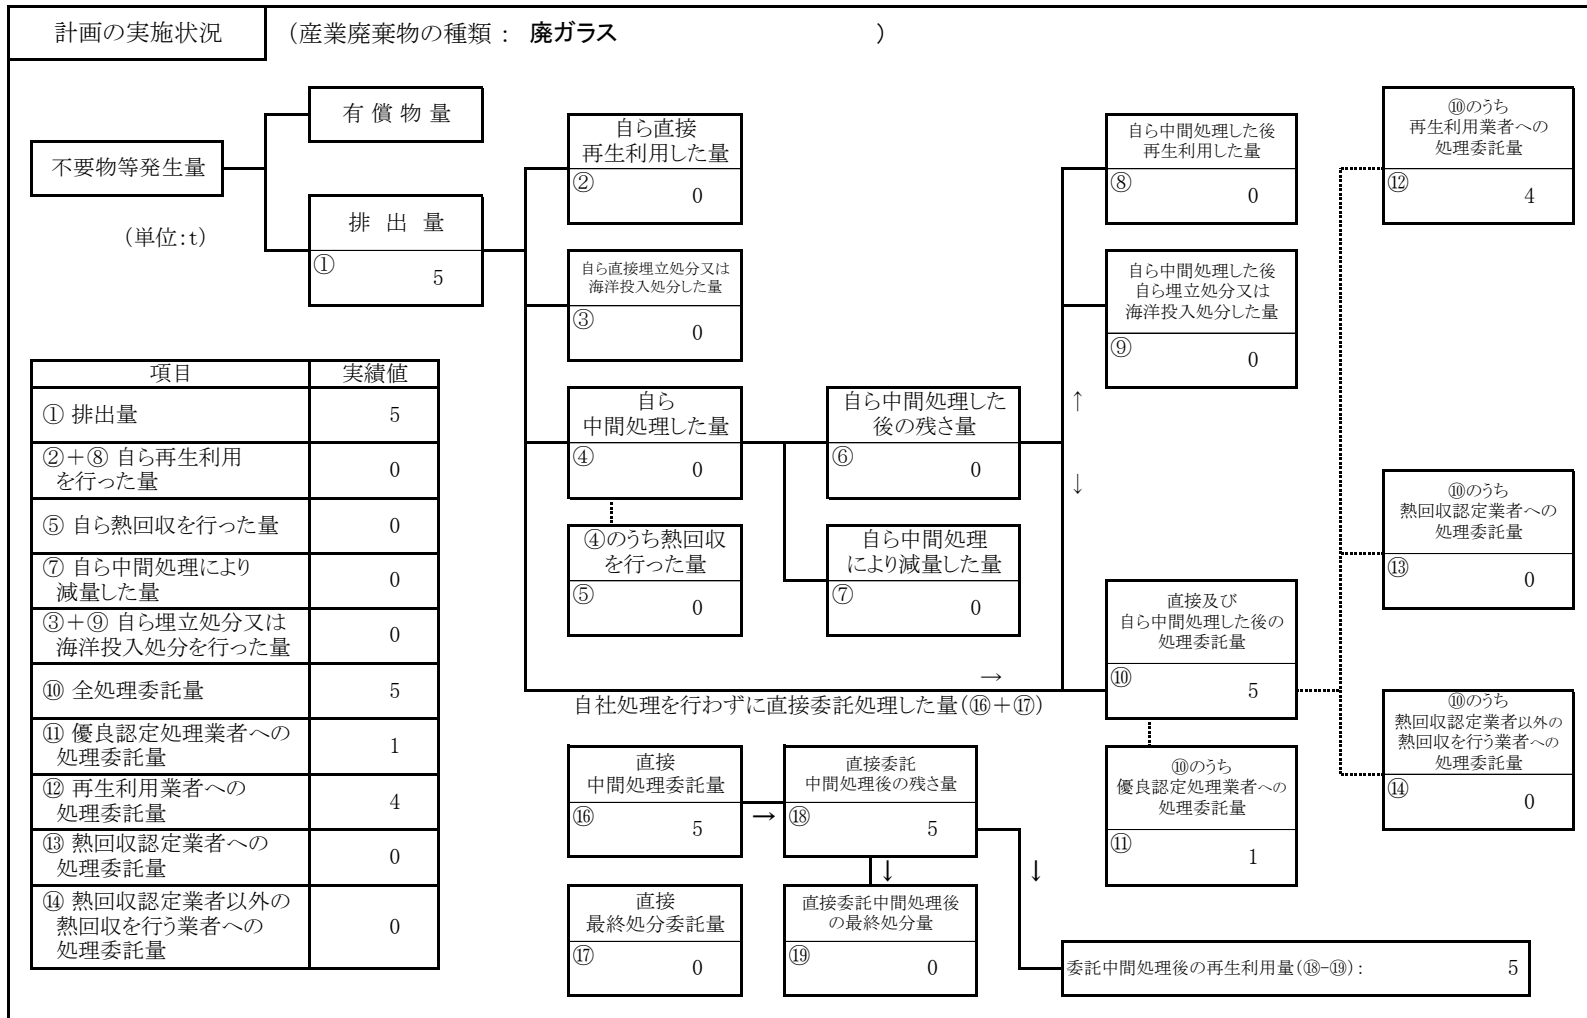 計画の実施状況
（産業廃棄物の種類： 廃ガラス ）
不要物等発生量
（単位：t）
有 償 物 量
排 出 量
① 5
自ら直接
再生利用した量
② 0
自ら直接埋立処分又は
海洋投入処分した量
③ 0
自ら
中間処理した量
④ 0
④のうち熱回収
を行った量
⑤ 0
自ら中間処理した
後の残さ量
⑥ 0
自ら中間処理
により減量した量
⑦ 0
自ら中間処理した後
再生利用した量
⑧ 0
自ら中間処理した後
自ら埋立処分又は
海洋投入処分した量
⑨ 0
↑
↓
→
自社処理を行わずに直接委託処理した量（⑯＋⑰）
直接及び
自ら中間処理した後の
処理委託量
⑩ 5
⑩のうち
優良認定処理業者への
処理委託量
⑪ 1
⑩のうち
再生利用業者への
処理委託量
⑫ 4
⑩のうち
熱回収認定業者への
処理委託量
⑬ 0
⑩のうち
熱回収認定業者以外の
熱回収を行う業者への
処理委託量
⑭ 0
直接
中間処理委託量
⑯ 5
→
直接委託
中間処理後の残さ量
⑱ 5
↓
↓
直接
最終処分委託量
⑰ 0
直接委託中間処理後
の最終処分量
⑲ 0
委託中間処理後の再生利用量（⑱-⑲）： 5
項目 実績値
① 排出量 5
②＋⑧ 自ら再生利用
を行った量 0
⑤ 自ら熱回収を行った量 0
⑦ 自ら中間処理により
減量した量 0
③＋⑨ 自ら埋立処分又は
海洋投入処分を行った量 0
⑩ 全処理委託量 5
⑪ 優良認定処理業者への
処理委託量 1
⑫ 再生利用業者への
処理委託量 4
⑬ 熱回収認定業者への
処理委託量 0
⑭ 熱回収認定業者以外の
熱回収を行う業者への
処理委託量 0